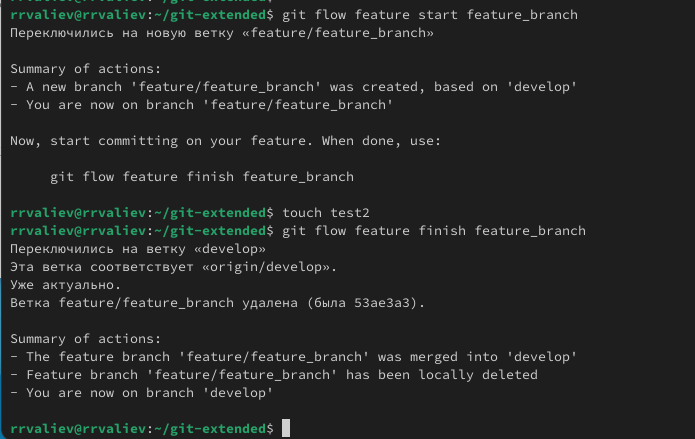 rrvaliev@rrvaliev:~/git-extended$ git flow feature start feature_branch
Переключились на новую ветку «feature/feature_branch»
Summary of actions:
- A new branch 'feature/feature_branch' was created, based on 'develop'
- You are now on branch 'feature/feature_branch'
Now, start committing on your feature. When done, use:
git flow feature finish feature_branch
rrvaliev@rrvaliev:~/git-extended$ touch test2
rrvaliev@rrvaliev:~/git-extended$ git flow feature finish feature_branch
Переключились на ветку «develop»
Эта ветка соответствует «origin/develop».
Уже актуально.
Ветка feature/feature_branch удалена (была 53ae3a3).
Summary of actions:
- The feature branch 'feature/feature_branch' was merged into 'develop'
- Feature branch 'feature/feature_branch' has been locally deleted
- You are now on branch 'develop'
rrvaliev@rrvaliev:~/git-extended$